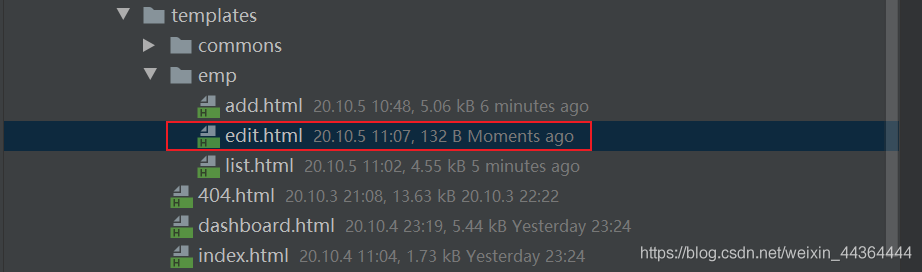 templates
commons
emp
add.html 20.10.5 10:48, 5.06 kB 6 minutes ago
edit.html 20.10.5 11:07, 132 B Moments ago
list.html 20.10.5 11:02, 4.55 kB 5 minutes ago
404.html 20.10.3 21:08, 13.63 kB 20.10.3 22:22
dashboard.html 20.10.4 23:19, 5.44 kB Yesterday 23:24
index.html 20.10.4 11:04, 1.73 kB Yesterday 23:24
https://blog.csdn.net/weixin_44364444